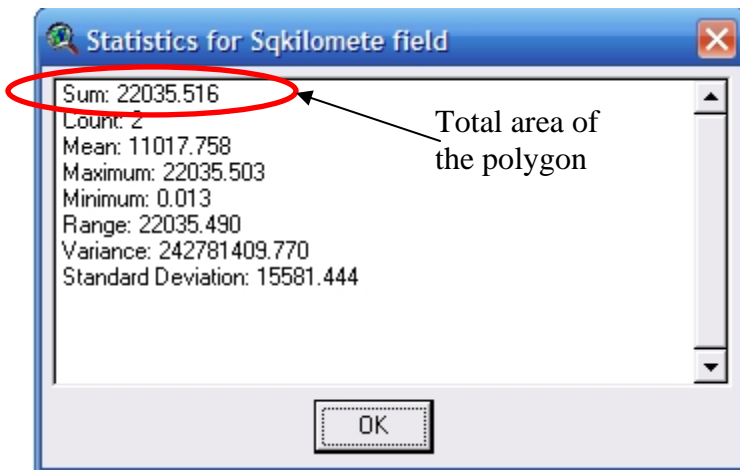 Statistics for Sqkilomete field
Sum: 22035.516
Count: 2
Mean: 11017.758
Maximum: 22035.503
Minimum: 0.013
Range: 22035.490
Variance: 242781409.770
Standard Deviation: 15581.444
Total area of
the polygon
OK